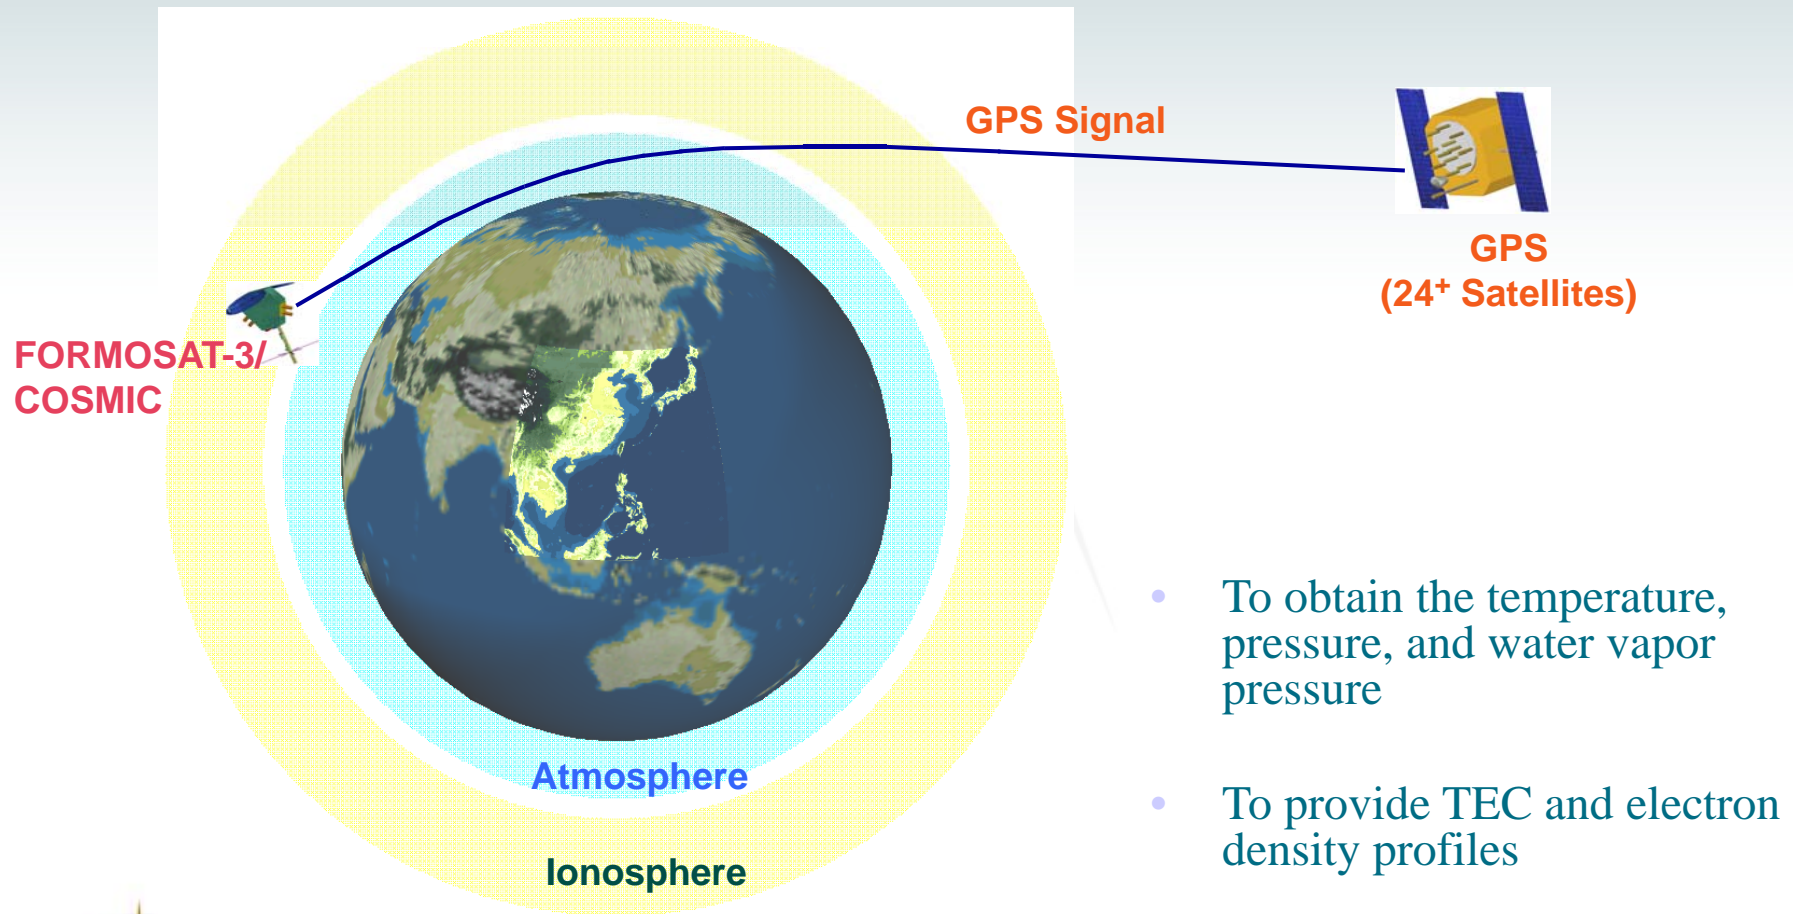 GPS Signal
GPS
(24⁺ Satellites)
FORMOSAT-3/
COSMIC
Atmosphere
Ionosphere
• To obtain the temperature,
pressure, and water vapor
pressure
• To provide TEC and electron
density profiles